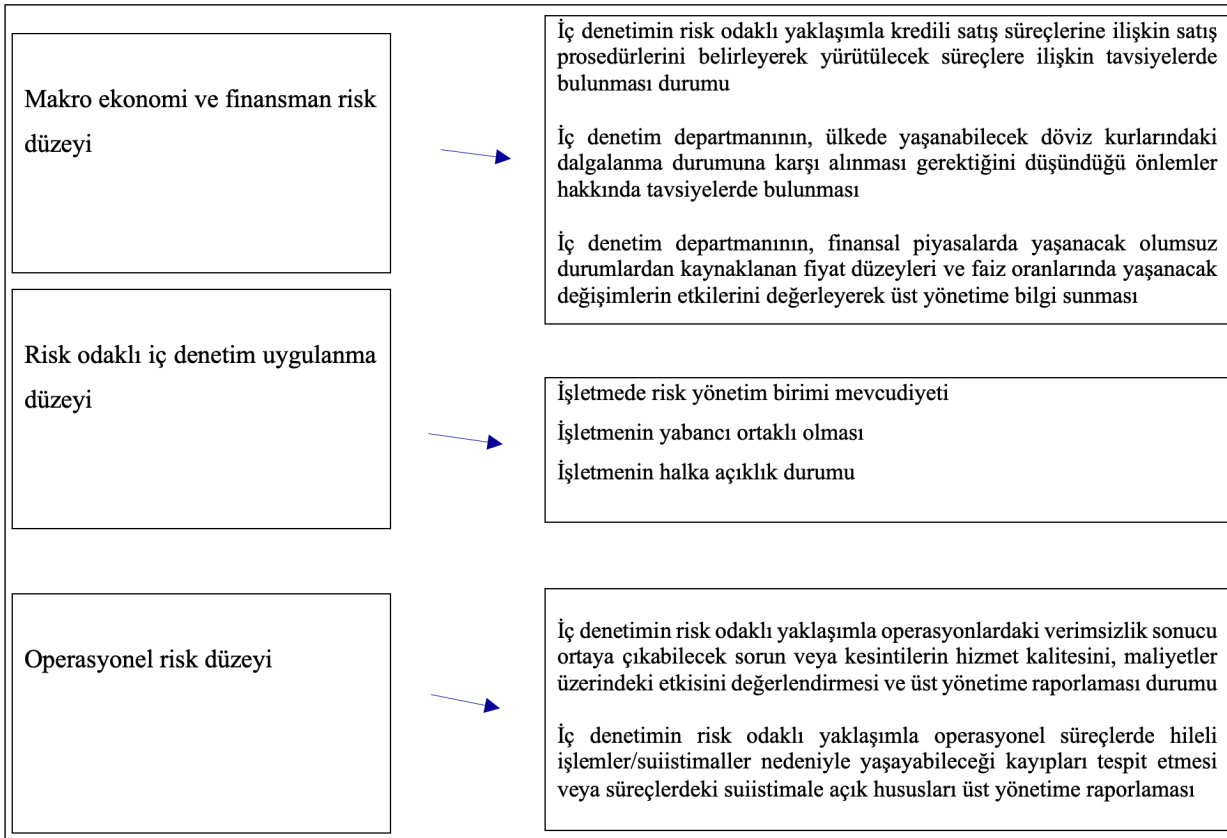 Makro ekonomi ve finansman risk
düzeyi
İç denetimin risk odaklı yaklaşımla kredili satış süreçlerine ilişkin satış
prosedürlerini belirleyerek yürütülecek süreçlere ilişkin tavsiyelerde
bulunması durumu
İç denetim departmanının, ülkede yaşanabilecek döviz kurlarındaki
dalgalanma durumuna karşı alınması gerektiğini düşündüğü önlemler
hakkında tavsiyelerde bulunması
İç denetim departmanının, finansal piyasalarda yaşanacak olumsuz
durumlardan kaynaklanan fiyat düzeyleri ve faiz oranlarında yaşanacak
değişimlerin etkilerini değerleyerek üst yönetime bilgi sunması
Risk odaklı iç denetim uygulanma
düzeyi
İşletmede risk yönetim birimi mevcudiyeti
İşletmenin yabancı ortaklı olması
İşletmenin halka açıklık durumu
Operasyonel risk düzeyi
İç denetimin risk odaklı yaklaşımla operasyonlardaki verimsizlik sonucu
ortaya çıkabilecek sorun veya kesintilerin hizmet kalitesini, maliyetler
üzerindeki etkisini değerlendirmesi ve üst yönetime raporlaması durumu
İç denetimin risk odaklı yaklaşımla operasyonel süreçlerde hileli
işlemler/suiistimaller nedeniyle yaşayabileceği kayıpları tespit etmesi
veya süreçlerdeki suiistimale açık hususları üst yönetime raporlaması